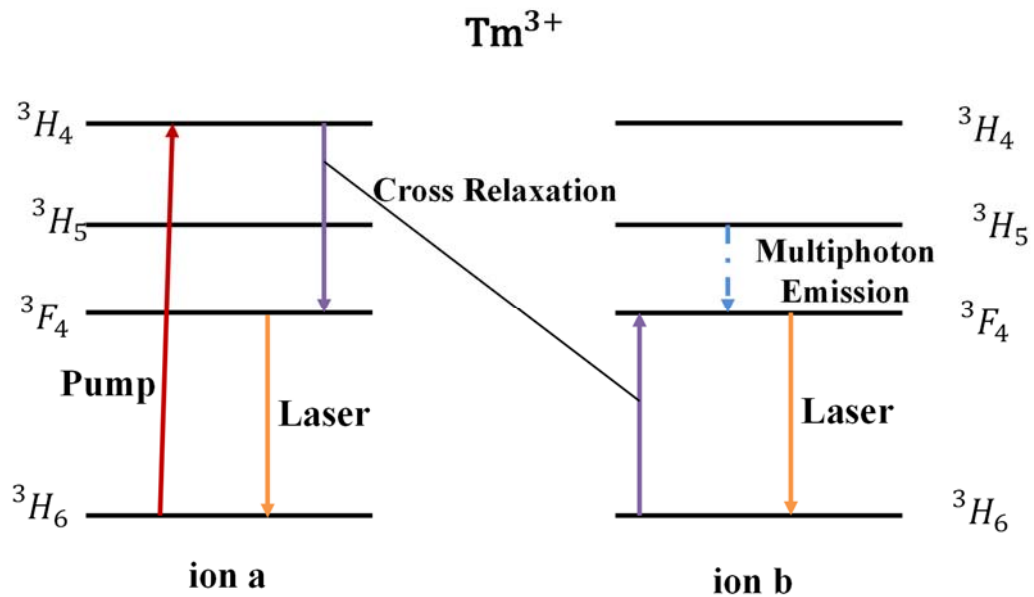 Tm³⁺
³H₄
³H₄
Cross Relaxation
³H₅
³H₅
Multiphoton
Emission
³F₄
³F₄
Pump
Laser
Laser
³H₆
³H₆
ion a
ion b